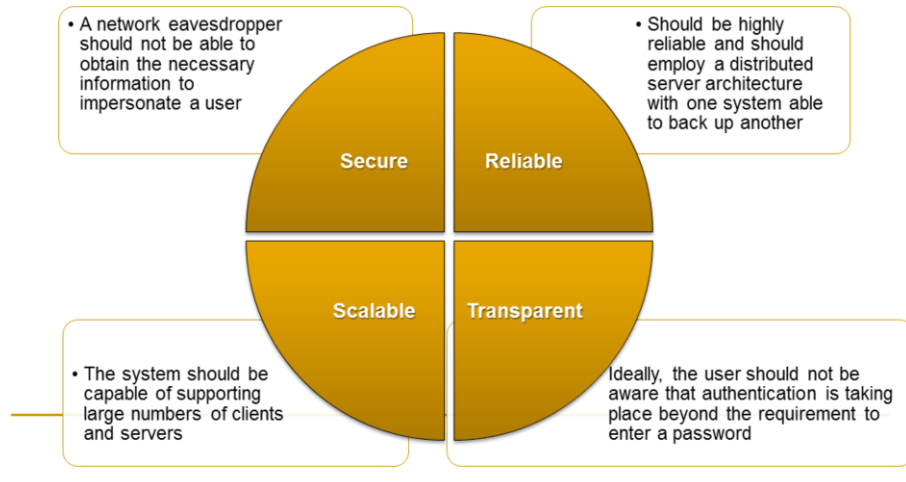 • A network eavesdropper
should not be able to
obtain the necessary
information to
impersonate a user
• Should be highly
reliable and should
employ a distributed
server architecture
with one system able
to back up another
Secure
Reliable
Scalable
Transparent
• The system should be
capable of supporting
large numbers of clients
and servers
Ideally, the user should not be
aware that authentication is taking
place beyond the requirement to
enter a password